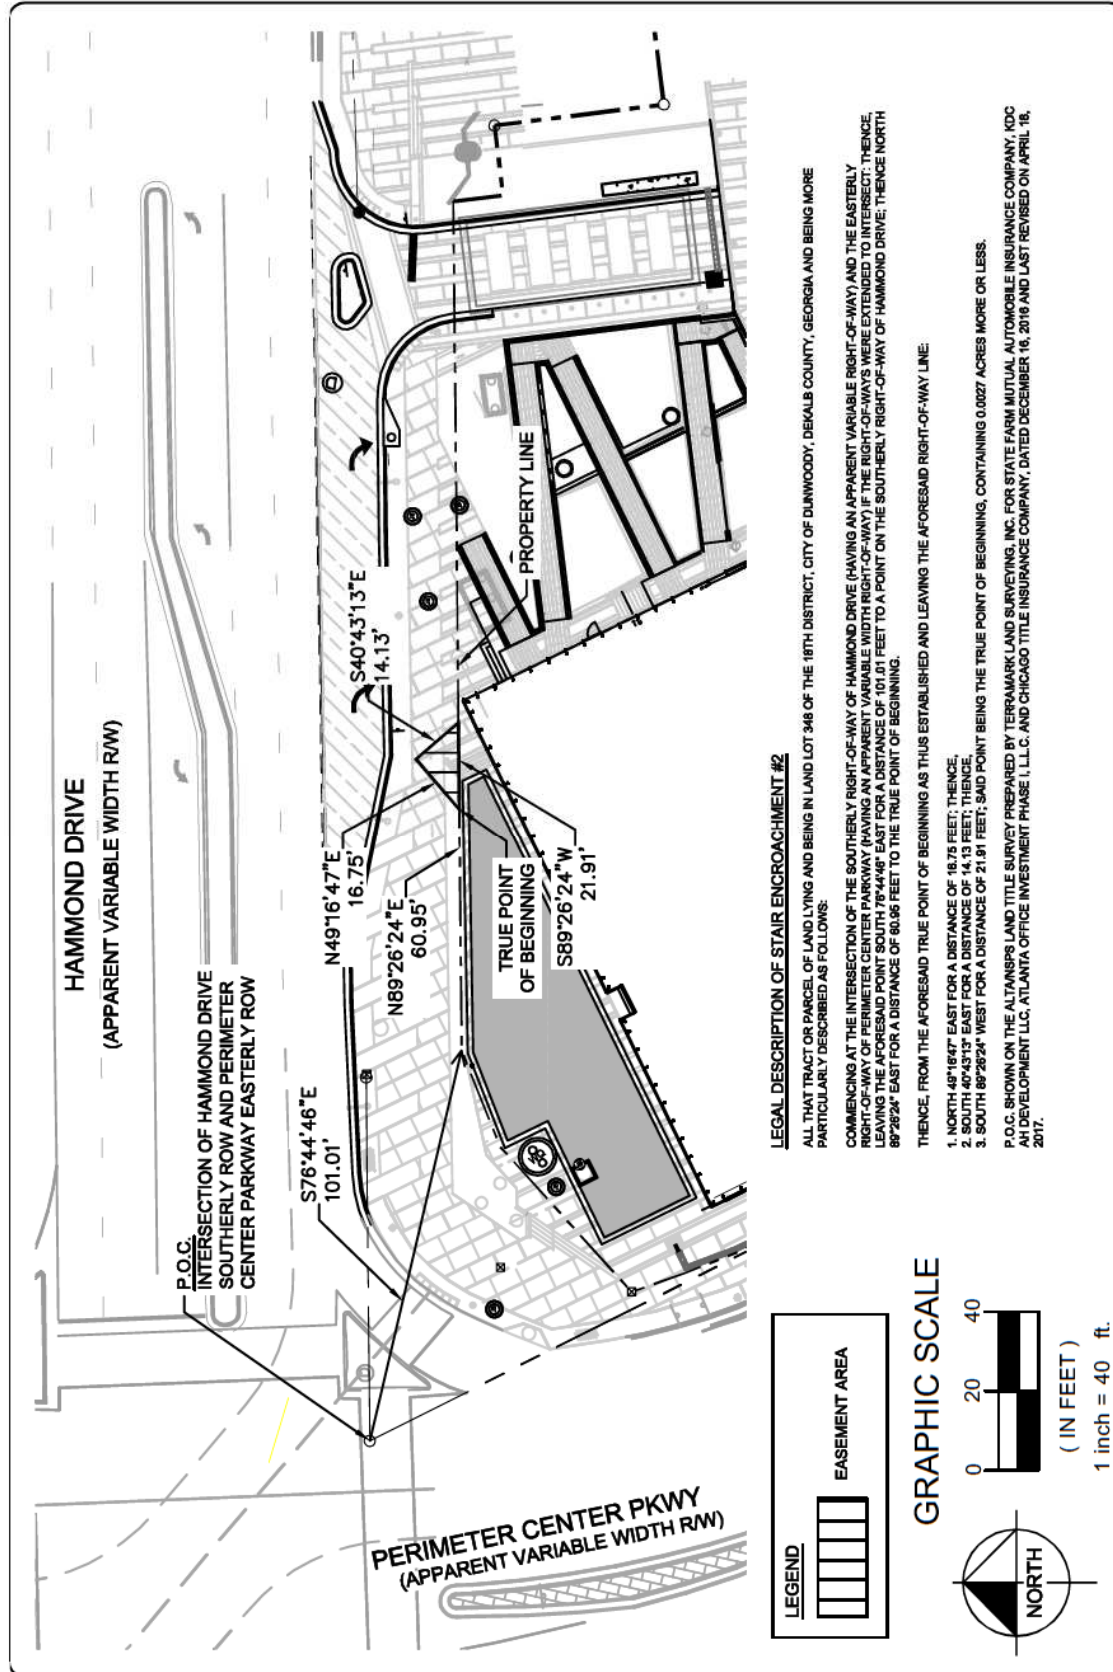 HAMMOND DRIVE
(APPARENT VARIABLE WIDTH R/W)
P.O.C.
INTERSECTION OF HAMMOND DRIVE
SOUTHERLY ROW AND PERIMETER
CENTER PARKWAY EASTERLY ROW
S76°44'46"E
101.01'
N49°16'47"E
16.75'
N89°26'24"E
60.95'
S40°43'13"E
14.13'
TRUE POINT
OF BEGINNING
S89°26'24"W
21.91'
PROPERTY LINE
PERIMETER CENTER PKWY
(APPARENT VARIABLE WIDTH R/W)
LEGEND
EASEMENT AREA
NORTH
GRAPHIC SCALE
0 20 40
( IN FEET )
1 inch = 40 ft.
LEGAL DESCRIPTION OF STAIR ENCROACHMENT #2
ALL THAT TRACT OR PARCEL OF LAND LYING AND BEING IN LAND LOT 348 OF THE 18TH DISTRICT, CITY OF DUNWOODY, DEKALB COUNTY, GEORGIA AND BEING MORE
PARTICULARLY DESCRIBED AS FOLLOWS:
COMMENCING AT THE INTERSECTION OF THE SOUTHERLY RIGHT-OF-WAY OF HAMMOND DRIVE (HAVING AN APPARENT VARIABLE RIGHT-OF-WAY) AND THE EASTERLY
RIGHT-OF-WAY OF PERIMETER CENTER PARKWAY (HAVING AN APPARENT VARIABLE WIDTH RIGHT-OF-WAY) IF THE RIGHT-OF-WAYS WERE EXTENDED TO INTERSECT: THENCE,
LEAVING THE AFORESAID POINT SOUTH 76°44'46" EAST FOR A DISTANCE OF 101.01 FEET TO A POINT ON THE SOUTHERLY RIGHT-OF-WAY OF HAMMOND DRIVE; THENCE NORTH
89°26'24" EAST FOR A DISTANCE OF 60.95 FEET TO THE TRUE POINT OF BEGINNING.
THENCE, FROM THE AFORESAID TRUE POINT OF BEGINNING AS THUS ESTABLISHED AND LEAVING THE AFORESAID RIGHT-OF-WAY LINE:
1. NORTH 49°16'47" EAST FOR A DISTANCE OF 16.75 FEET; THENCE,
2. SOUTH 40°43'13" EAST FOR A DISTANCE OF 14.13 FEET; THENCE,
3. SOUTH 89°26'24" WEST FOR A DISTANCE OF 21.91 FEET; SAID POINT BEING THE TRUE POINT OF BEGINNING, CONTAINING 0.0027 ACRES MORE OR LESS.
P.O.C. SHOWN ON THE ALTA/NSPS LAND TITLE SURVEY PREPARED BY TERRAMARK LAND SURVEYING, INC. FOR STATE FARM MUTUAL AUTOMOBILE INSURANCE COMPANY, KDC
AH DEVELOPMENT LLC, ATLANTA OFFICE INVESTMENT PHASE I, L.L.C. AND CHICAGO TITLE INSURANCE COMPANY, DATED DECEMBER 16, 2016 AND LAST REVISED ON APRIL 18,
2017.